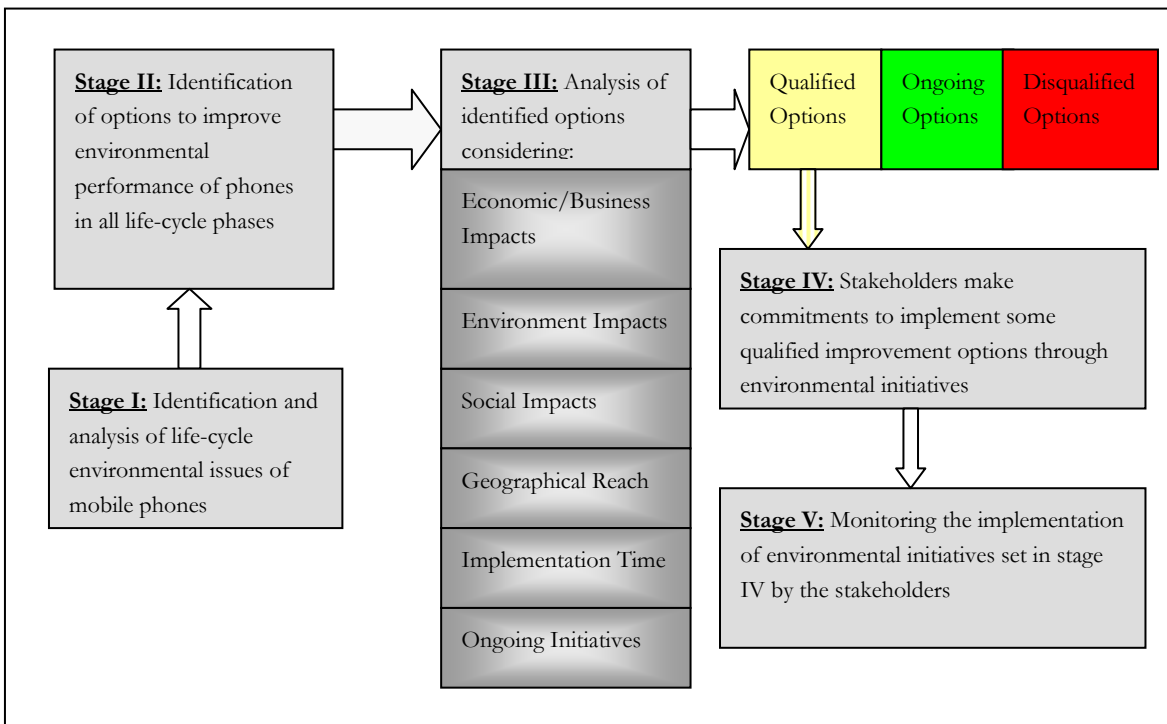 Stage I: Identification and
analysis of life-cycle
environmental issues of
mobile phones
Stage II: Identification
of options to improve
environmental
performance of phones
in all life-cycle phases
Stage III: Analysis of
identified options
considering:
Economic/Business
Impacts
Environment Impacts
Social Impacts
Geographical Reach
Implementation Time
Ongoing Initiatives
Qualified
Options
Ongoing
Options
Disqualified
Options
Stage IV: Stakeholders make
commitments to implement some
qualified improvement options through
environmental initiatives
Stage V: Monitoring the implementation
of environmental initiatives set in stage
IV by the stakeholders